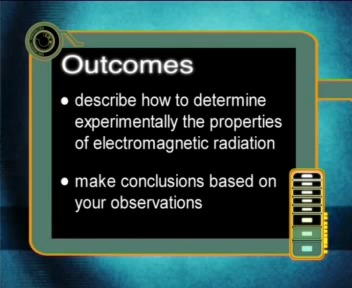 Outcomes
• describe how to determine
experimentally the properties
of electromagnetic radiation
• make conclusions based on
your observations